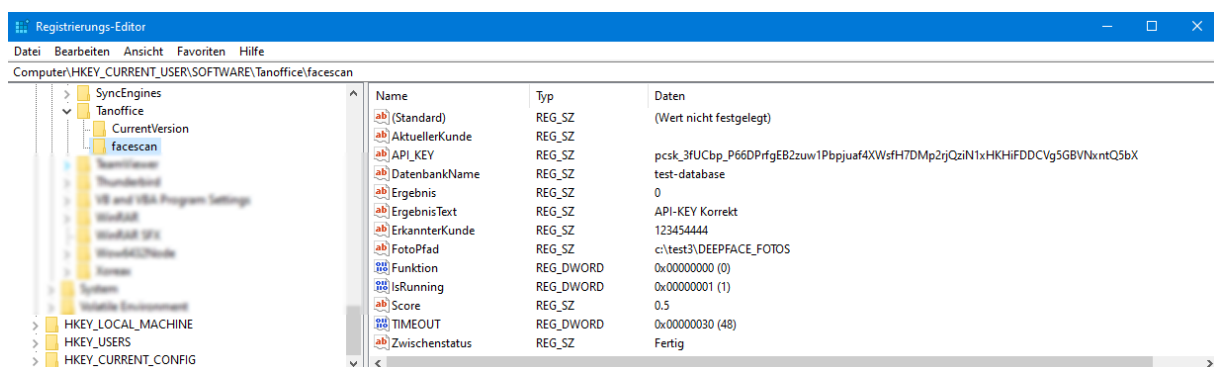 Registrierungs-Editor
Datei Bearbeiten Ansicht Favoriten Hilfe
Computer\HKEY_CURRENT_USER\SOFTWARE\Tanoffice\facescan
SyncEngines
Tanoffice
CurrentVersion
facescan
HKEY_LOCAL_MACHINE
HKEY_USERS
HKEY_CURRENT_CONFIG
Name Typ Daten
(Standard) REG_SZ (Wert nicht festgelegt)
AktuellerKunde REG_SZ
API_KEY REG_SZ pcsk_3fUCbp_P66DPrfgEB2zuw1Pbpjuaf4XWsfH7DMp2rjQziN1xHKHiFDDCVg5GBVNxntQ5bX
DatenbankName REG_SZ test-database
Ergebnis REG_SZ 0
ErgebnisText REG_SZ API-KEY Korrekt
ErkannterKunde REG_SZ 123454444
FotoPfad REG_SZ c:\test3\DEEPFACE_FOTOS
Funktion REG_DWORD 0x00000000 (0)
IsRunning REG_DWORD 0x00000001 (1)
Score REG_SZ 0.5
TIMEOUT REG_DWORD 0x00000030 (48)
Zwischenstatus REG_SZ Fertig